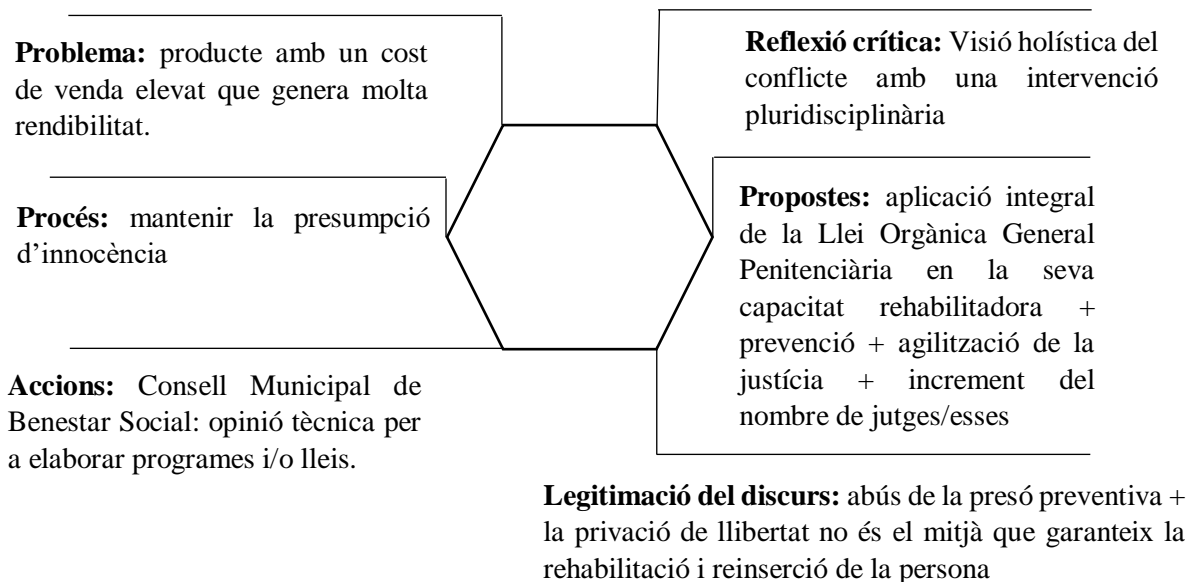 Problema: producte amb un cost
de venda elevat que genera molta
rendibilitat.
Procés: mantenir la presumpció
d’innocència
Accions: Consell Municipal de
Benestar Social: opinió tècnica per
a elaborar programes i/o lleis.
Reflexió crítica: Visió holística del
conflicte amb una intervenció
pluridisciplinària
Propostes: aplicació integral
de la Llei Orgànica General
Penitenciària en la seva
capacitat rehabilitadora +
prevenció + agilització de la
justícia + increment del
nombre de jutges/esses
Legitimació del discurs: abús de la presó preventiva +
la privació de llibertat no és el mitjà que garanteix la
rehabilitació i reinserció de la persona